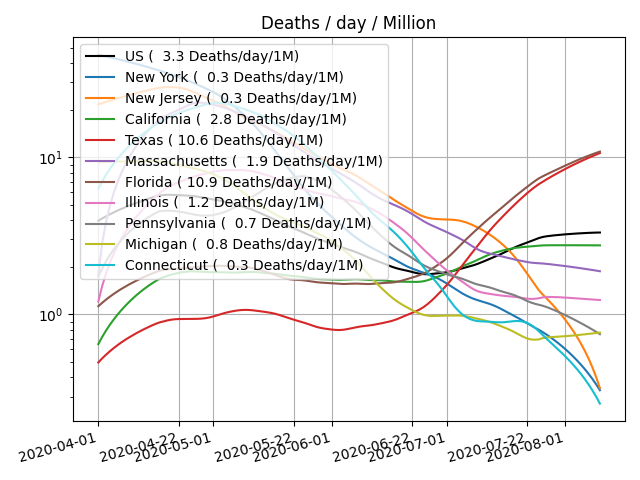 Deaths / day / Million
US (  3.3 Deaths/day/1M)
New York (  0.3 Deaths/day/1M)
New Jersey (  0.3 Deaths/day/1M)
California (  2.8 Deaths/day/1M)
Texas ( 10.6 Deaths/day/1M)
Massachusetts (  1.9 Deaths/day/1M)
Florida ( 10.9 Deaths/day/1M)
Illinois (  1.2 Deaths/day/1M)
Pennsylvania (  0.7 Deaths/day/1M)
Michigan (  0.8 Deaths/day/1M)
Connecticut (  0.3 Deaths/day/1M)
10¹
10⁰
2020-04-01
2020-04-22
2020-05-01
2020-05-22
2020-06-01
2020-06-22
2020-07-01
2020-07-22
2020-08-01